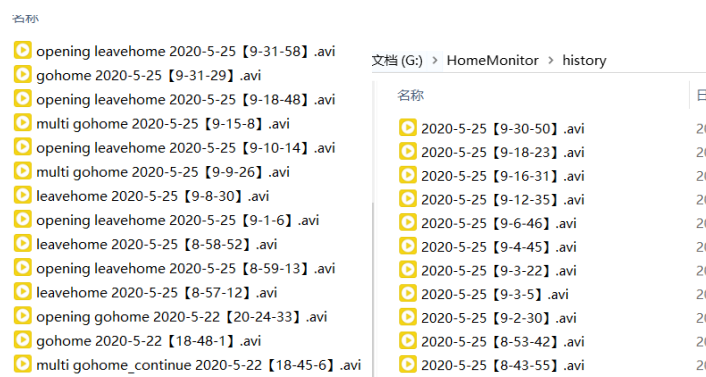 名称
opening leavehome 2020-5-25【9-31-58】.avi
gohome 2020-5-25【9-31-29】.avi
opening leavehome 2020-5-25【9-18-48】.avi
multi gohome 2020-5-25【9-15-8】.avi
opening leavehome 2020-5-25【9-10-14】.avi
multi gohome 2020-5-25【9-9-26】.avi
leavehome 2020-5-25【9-8-30】.avi
opening leavehome 2020-5-25【9-1-6】.avi
leavehome 2020-5-25【8-58-52】.avi
opening leavehome 2020-5-25【8-59-13】.avi
leavehome 2020-5-25【8-57-12】.avi
opening gohome 2020-5-22【20-24-33】.avi
gohome 2020-5-22【18-48-1】.avi
multi gohome_continue 2020-5-22【18-45-6】.avi
文档 (G:) > HomeMonitor > history
名称
2020-5-25【9-30-50】.avi
2020-5-25【9-18-23】.avi
2020-5-25【9-16-31】.avi
2020-5-25【9-12-35】.avi
2020-5-25【9-6-46】.avi
2020-5-25【9-4-45】.avi
2020-5-25【9-3-22】.avi
2020-5-25【9-3-5】.avi
2020-5-25【9-2-30】.avi
2020-5-25【8-53-42】.avi
2020-5-25【8-43-55】.avi